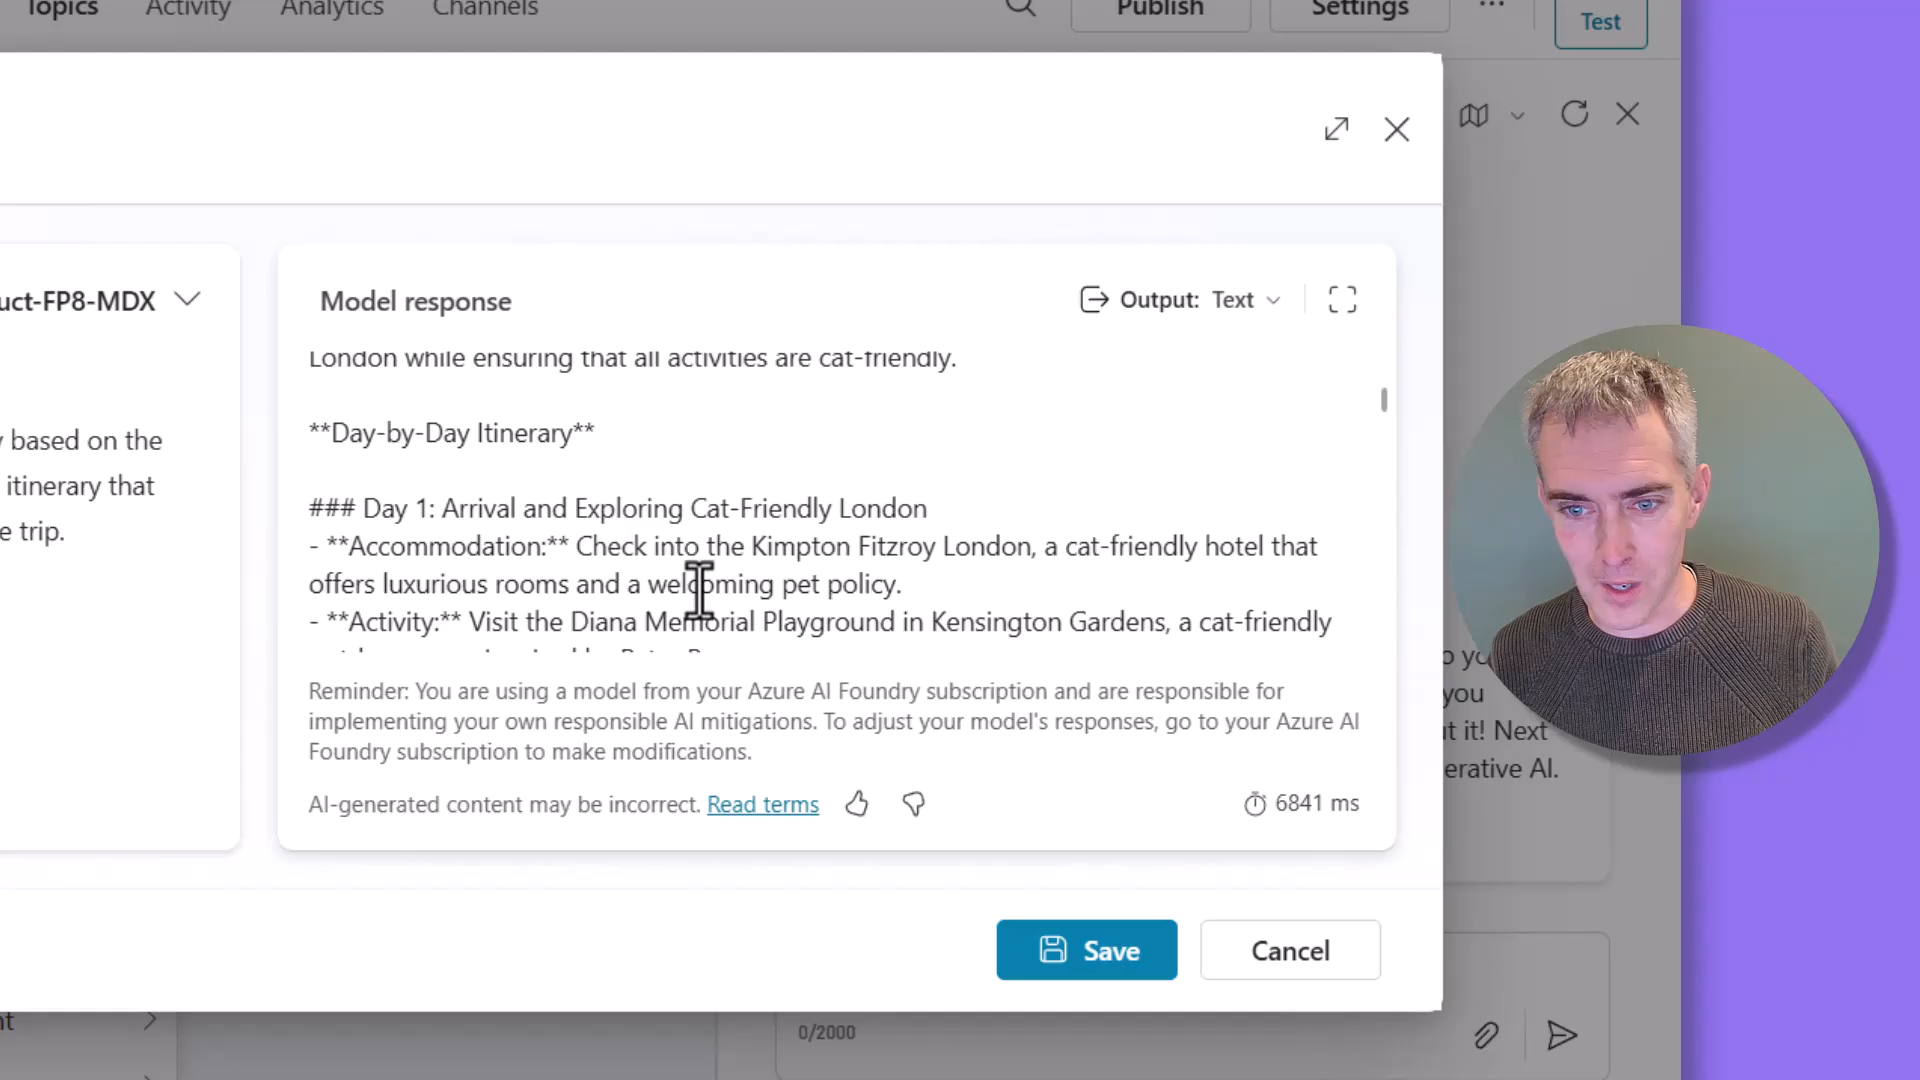 Topics Activity Analytics Channels Publish Settings ... Test
uct-FP8-MDX
based on the
itinerary that
e trip.
Model response
Output: Text
London while ensuring that all activities are cat-friendly.
**Day-by-Day Itinerary**
### Day 1: Arrival and Exploring Cat-Friendly London
- **Accommodation:** Check into the Kimpton Fitzroy London, a cat-friendly hotel that
offers luxurious rooms and a welcoming pet policy.
- **Activity:** Visit the Diana Memorial Playground in Kensington Gardens, a cat-friendly
Reminder: You are using a model from your Azure AI Foundry subscription and are responsible for
implementing your own responsible AI mitigations. To adjust your model's responses, go to your Azure AI
Foundry subscription to make modifications.
AI-generated content may be incorrect. Read terms
6841 ms
you
it! Next
erative AI.
Save
Cancel
nt
0/2000